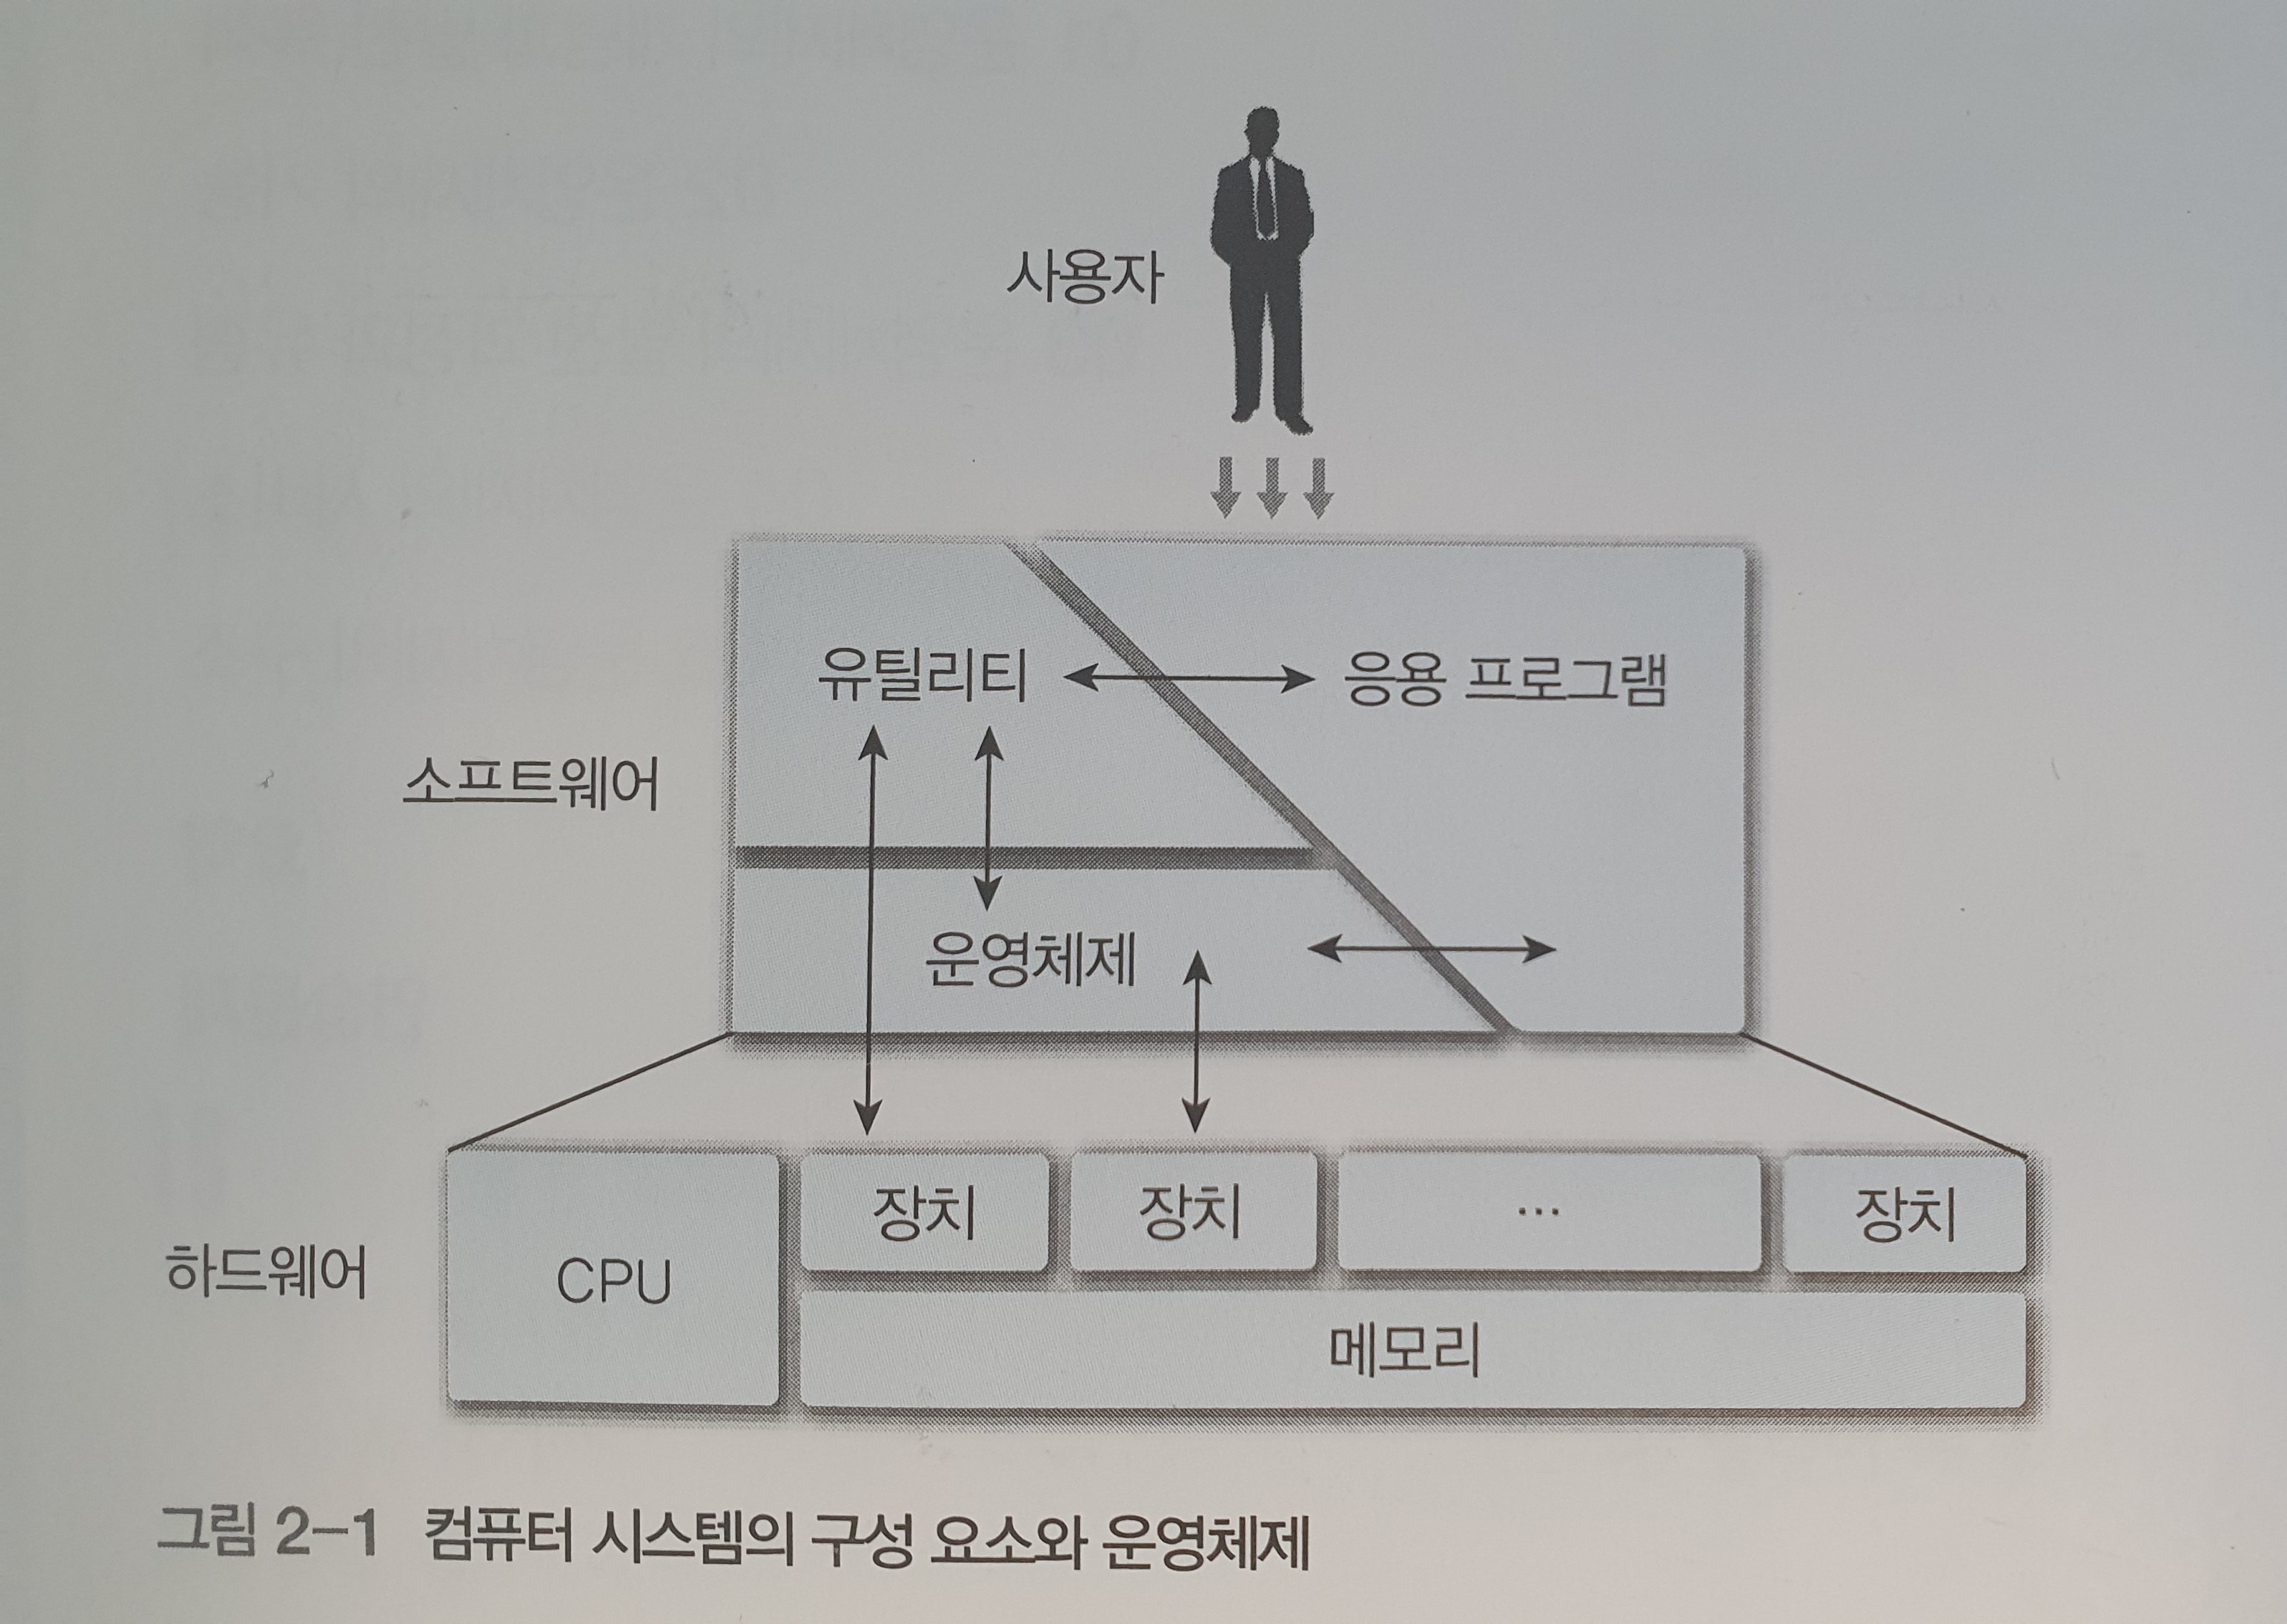 사용자
유틸리티 응용 프로그램
소프트웨어
운영체제
장치 장치 … 장치
하드웨어 CPU
메모리
그림 2-1 컴퓨터 시스템의 구성 요소와 운영체제